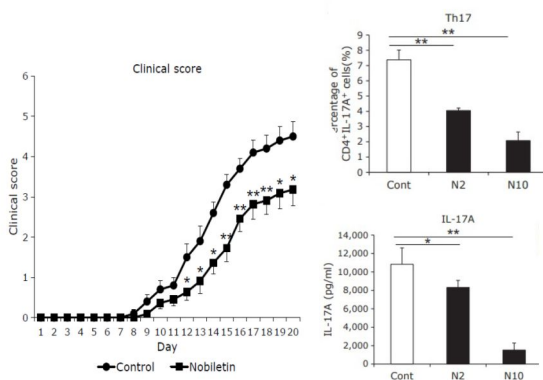 Clinical score
Clinical score
6
5
4
3
2
1
0
* * * * ** ** ** ** * *
1 2 3 4 5 6 7 8 9 10 11 12 13 14 15 16 17 18 19 20
Day
Control Nobiletin
Th17
**
**
CD4+IL-17A+ cells(%)
9
8
7
6
5
4
3
2
1
0
Cont N2 N10
IL-17A
**
*
IL-17A (pg/ml)
14,000
12,000
10,000
8,000
6,000
4,000
2,000
0
Cont N2 N10